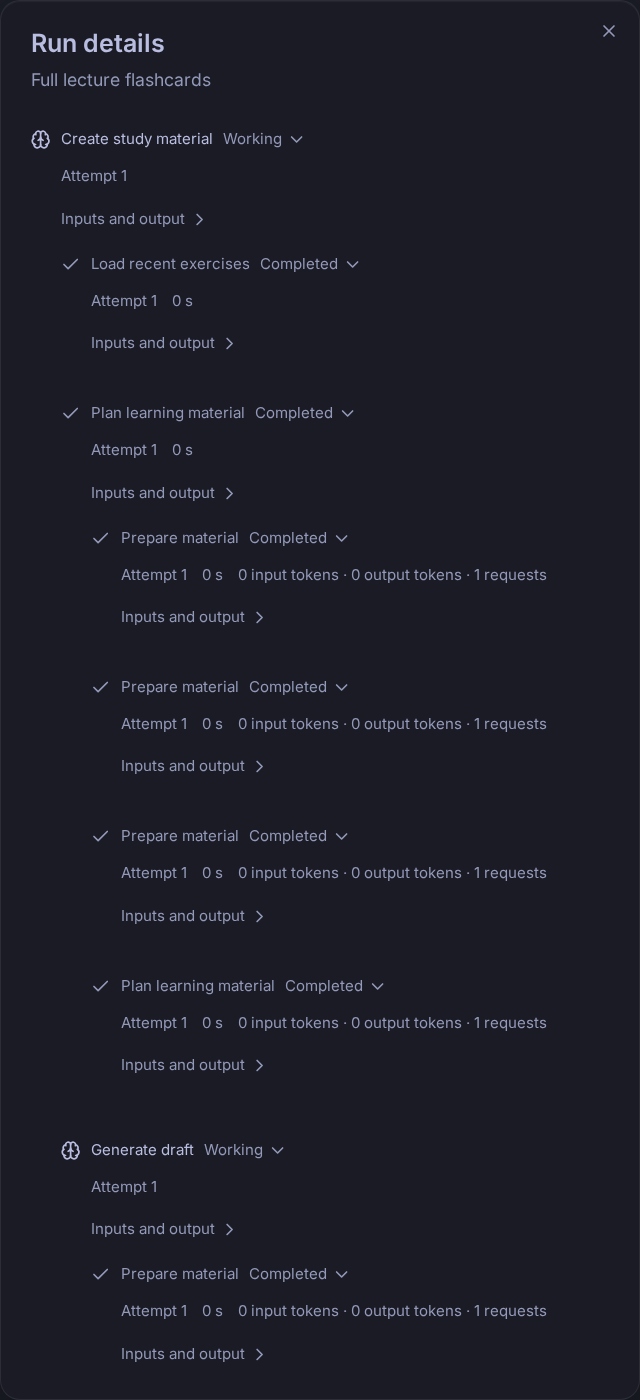 Run details
Full lecture flashcards
Create study material Working
Attempt 1
Inputs and output
Load recent exercises Completed
Attempt 1 0 s
Inputs and output
Plan learning material Completed
Attempt 1 0 s
Inputs and output
Prepare material Completed
Attempt 1 0 s 0 input tokens · 0 output tokens · 1 requests
Inputs and output
Prepare material Completed
Attempt 1 0 s 0 input tokens · 0 output tokens · 1 requests
Inputs and output
Prepare material Completed
Attempt 1 0 s 0 input tokens · 0 output tokens · 1 requests
Inputs and output
Plan learning material Completed
Attempt 1 0 s 0 input tokens · 0 output tokens · 1 requests
Inputs and output
Generate draft Working
Attempt 1
Inputs and output
Prepare material Completed
Attempt 1 0 s 0 input tokens · 0 output tokens · 1 requests
Inputs and output